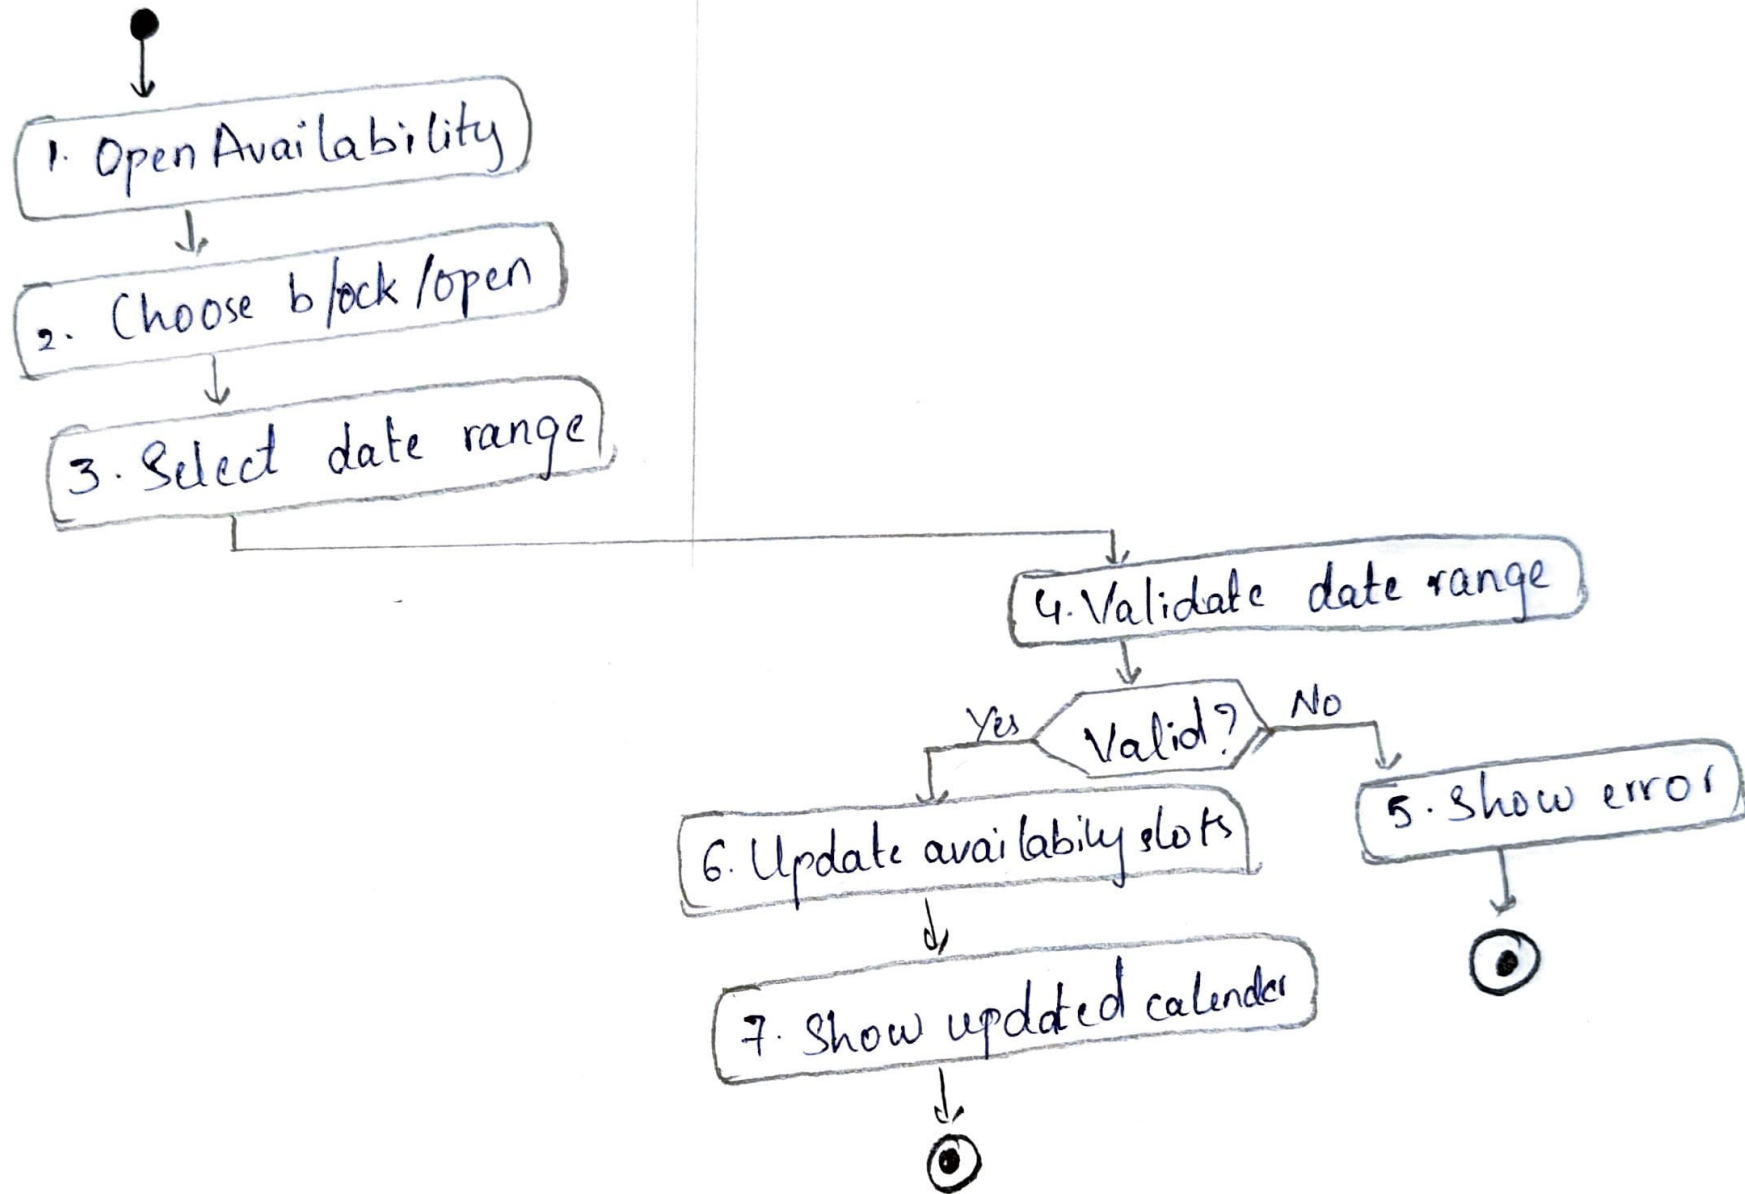 1. Open Availability
2. Choose block/open
3. Select date range
4. Validate date range
Valid?
Yes
No
5. Show error
6. Update availabiliy slots
7. Show updated calender